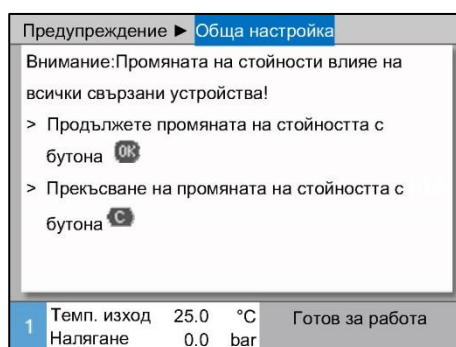 Предупреждение ► Обща настройка
Внимание:Промяната на стойности влияе на
всички свързани устройства!
> Продължете промяната на стойността с
бутона OK
> Прекъсване на промяната на стойността с
бутона C
1 Темп. изход 25.0 °C Готов за работа
Налягане 0.0 bar